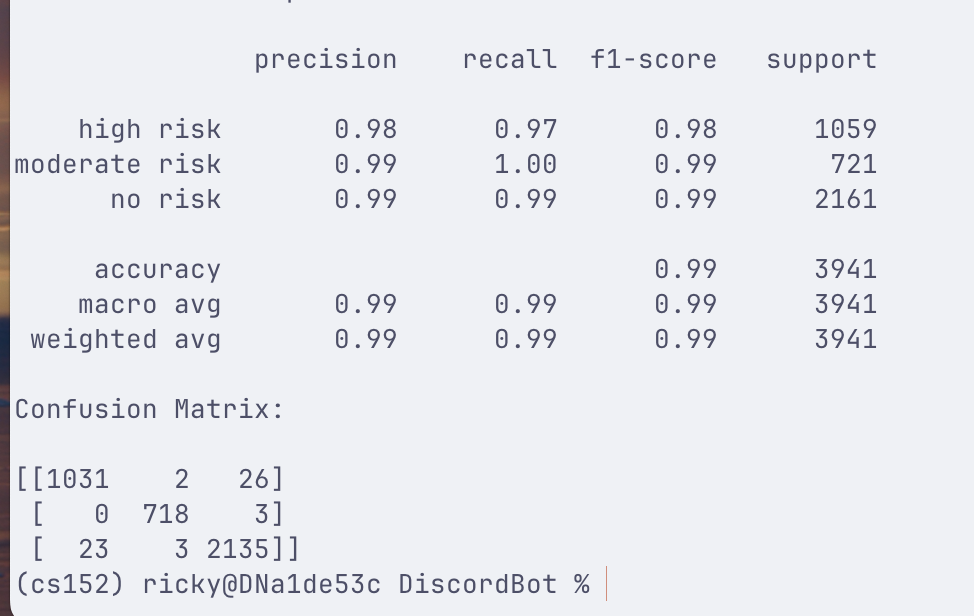 precision recall f1-score support
high risk 0.98 0.97 0.98 1059
moderate risk 0.99 1.00 0.99 721
no risk 0.99 0.99 0.99 2161
accuracy 0.99 3941
macro avg 0.99 0.99 0.99 3941
weighted avg 0.99 0.99 0.99 3941
Confusion Matrix:
[[1031 2 26]
[ 0 718 3]
[ 23 3 2135]]
(cs152) ricky@DNa1de53c DiscordBot %